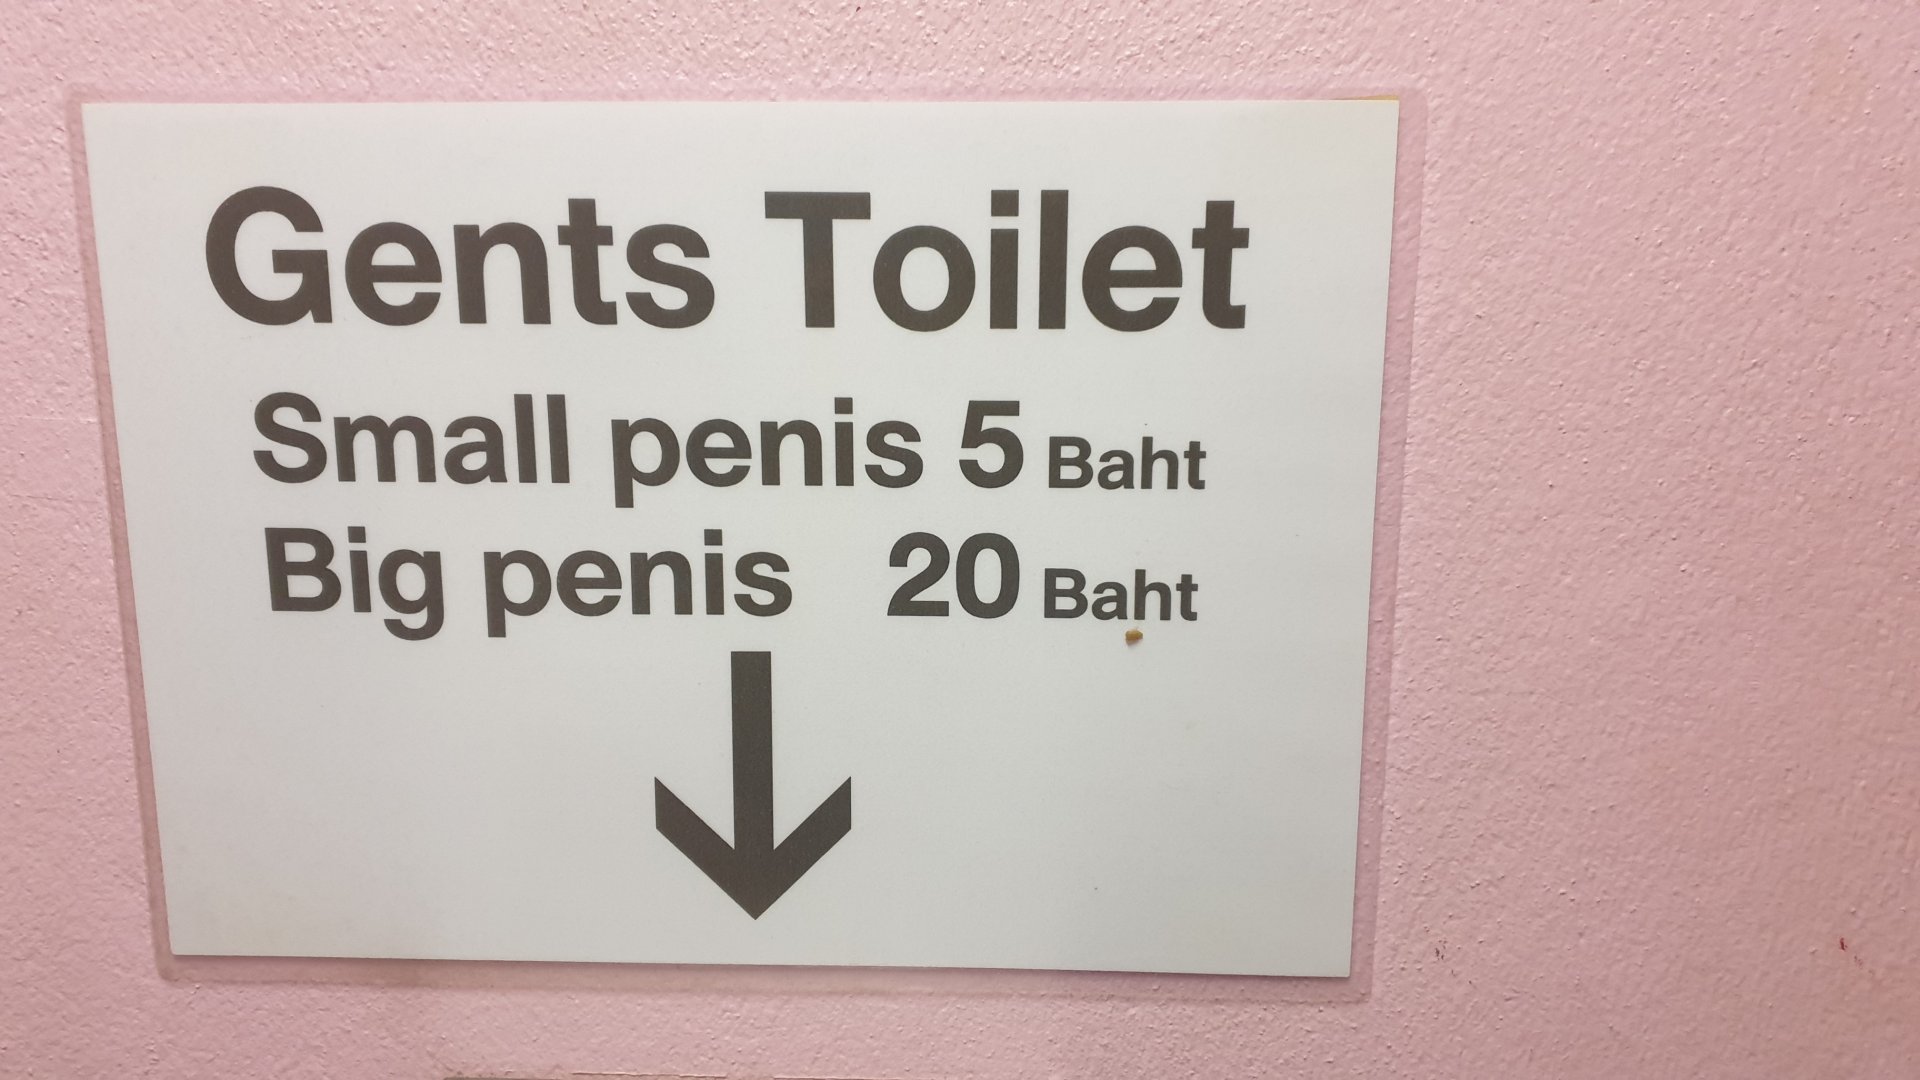 Gents Toilet
Small penis 5 Baht
Big penis 20 Baht